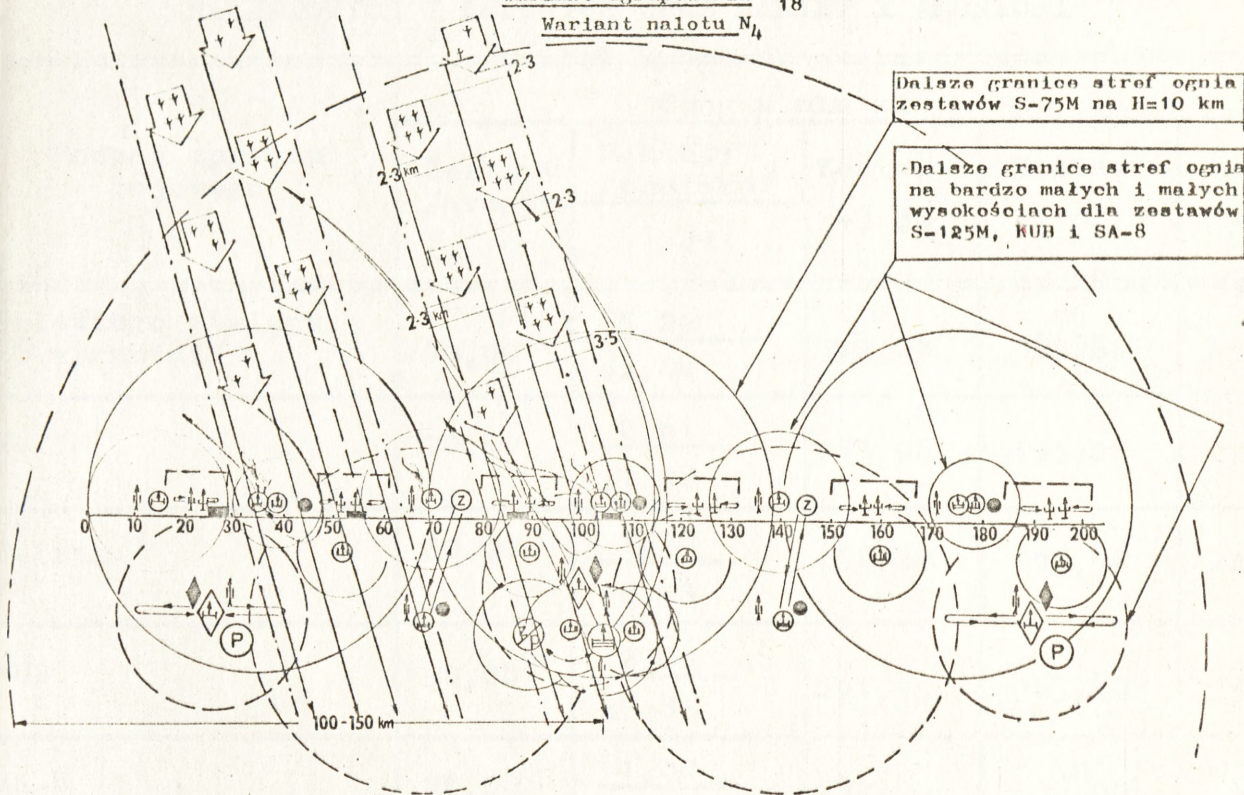 18
Wariant nalotu N4
Dalsze granice stref ognia
zestawów S-75M na H=10 km
Dalsze granice stref ognia
na bardzo małych i małych
wysokościach dla zestawów
S-125M, KUB i SA-8
2-3
2-3 km
2-3
2-3 km
3-5
Z
Z
0 10 20 30 40 50 60 70 80 90 100 110 120 130 140 150 160 170 180 190 200
P
P
100-150 km